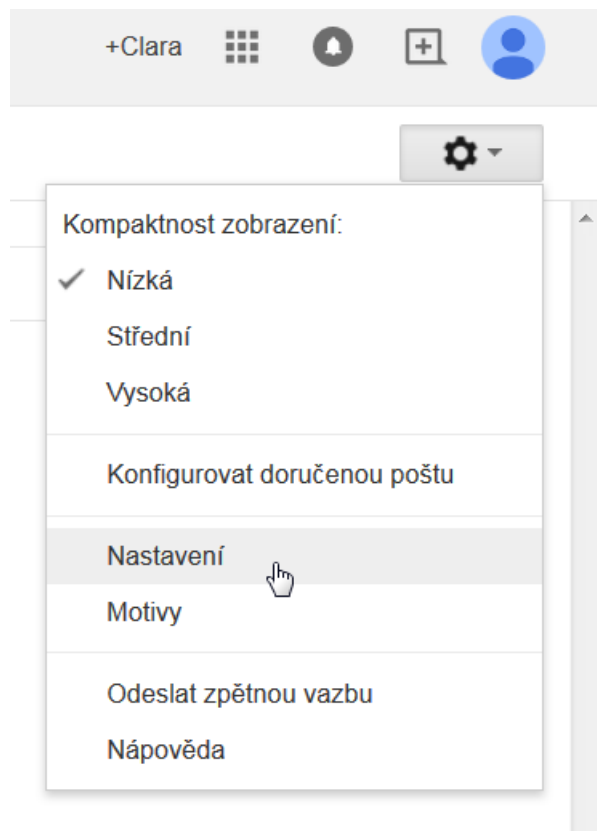 +Clara
Kompaktnost zobrazení:
Nízká
Střední
Vysoká
Konfigurovat doručenou poštu
Nastavení
Motivy
Odeslat zpětnou vazbu
Nápověda